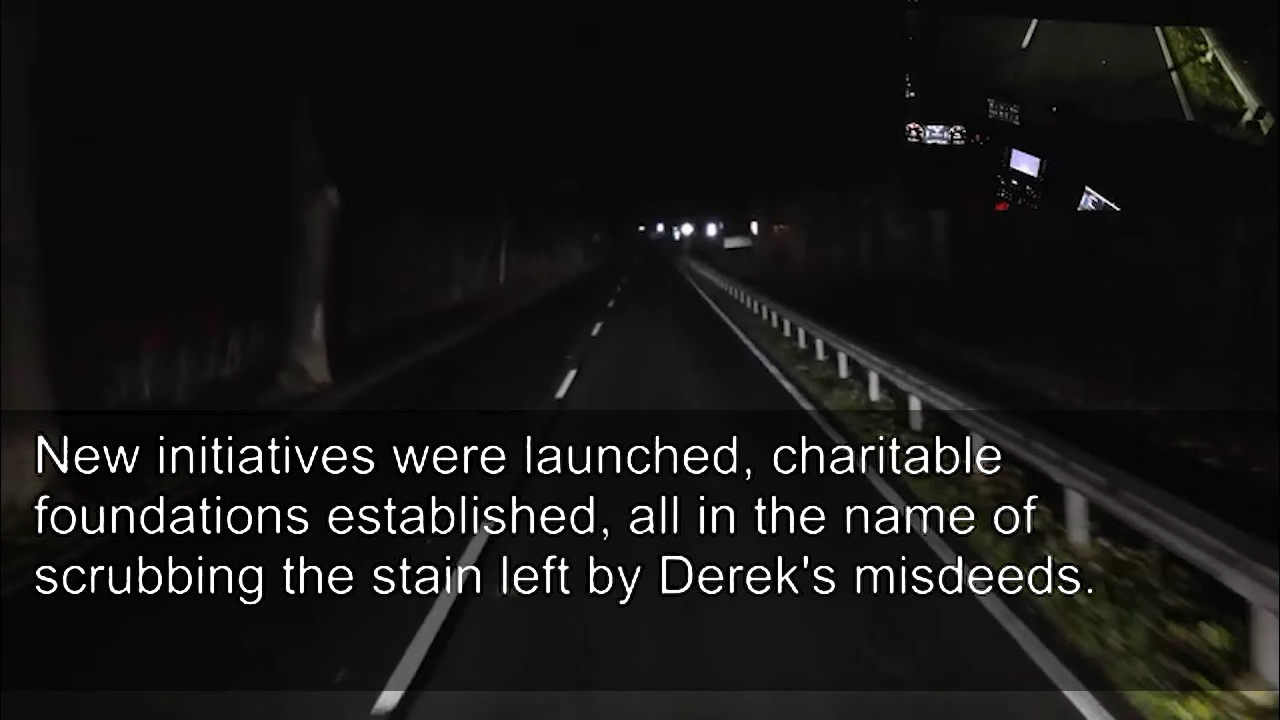 New initiatives were launched, charitable
foundations established, all in the name of
scrubbing the stain left by Derek's misdeeds.